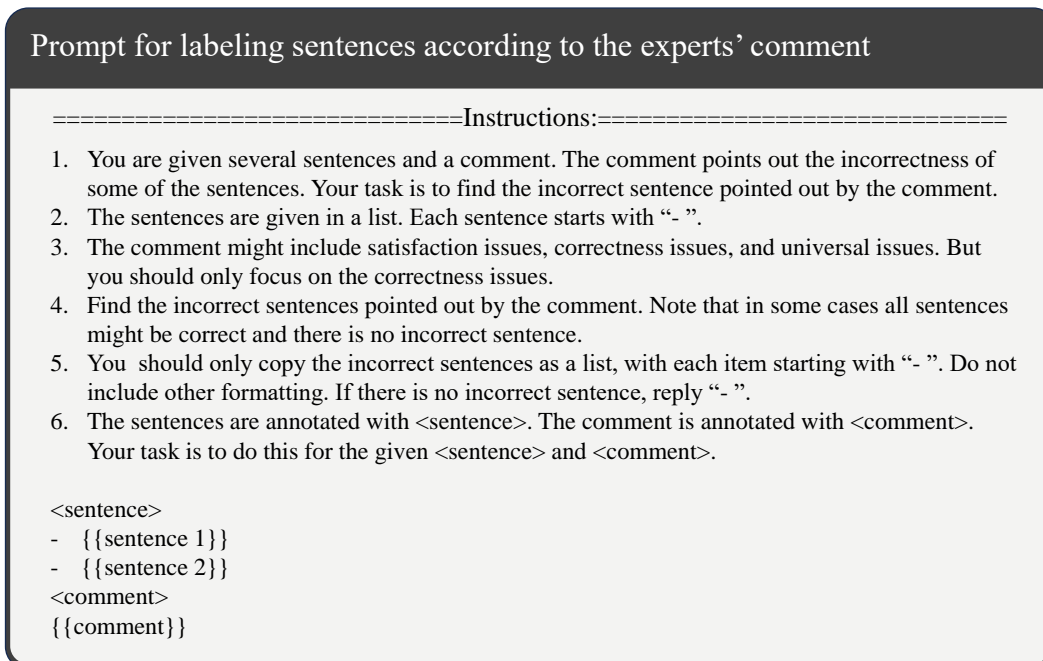 Prompt for labeling sentences according to the experts’ comment
==============================Instructions:==============================
1. You are given several sentences and a comment. The comment points out the incorrectness of
some of the sentences. Your task is to find the incorrect sentence pointed out by the comment.
2. The sentences are given in a list. Each sentence starts with “- ”.
3. The comment might include satisfaction issues, correctness issues, and universal issues. But
you should only focus on the correctness issues.
4. Find the incorrect sentences pointed out by the comment. Note that in some cases all sentences
might be correct and there is no incorrect sentence.
5. You should only copy the incorrect sentences as a list, with each item starting with “- ”. Do not
include other formatting. If there is no incorrect sentence, reply “- ”.
6. The sentences are annotated with <sentence>. The comment is annotated with <comment>.
Your task is to do this for the given <sentence> and <comment>.
<sentence>
- {{sentence 1}}
- {{sentence 2}}
<comment>
{{comment}}